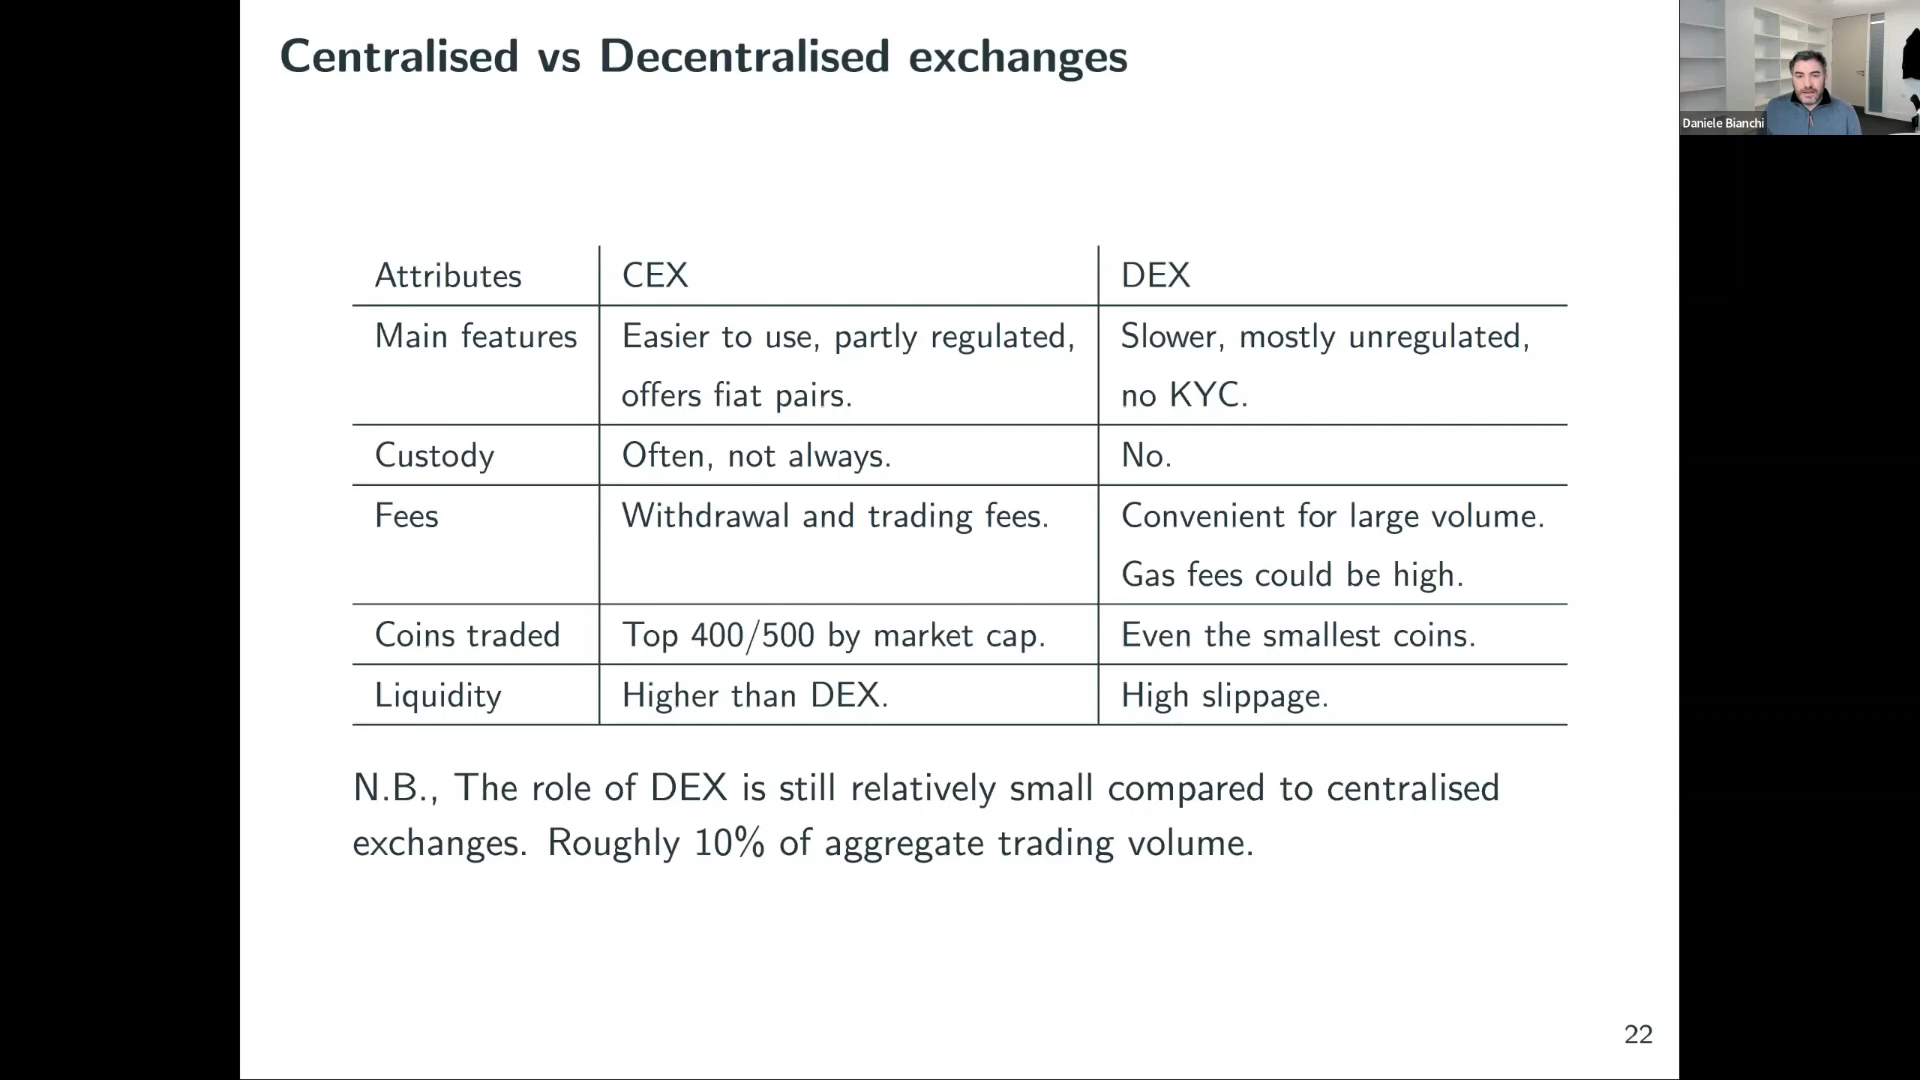 Centralised vs Decentralised exchanges
Daniele Bianchi
Attributes CEX DEX
Main features Easier to use, partly regulated, Slower, mostly unregulated,
offers fiat pairs. no KYC.
Custody Often, not always. No.
Fees Withdrawal and trading fees. Convenient for large volume.
Gas fees could be high.
Coins traded Top 400/500 by market cap. Even the smallest coins.
Liquidity Higher than DEX. High slippage.
N.B., The role of DEX is still relatively small compared to centralised
exchanges. Roughly 10% of aggregate trading volume.
22